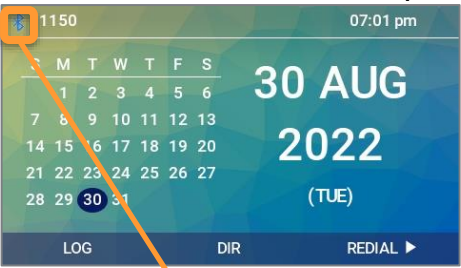 1150 07:01 pm
S M T W T F S
1 2 3 4 5 6
7 8 9 10 11 12 13
14 15 16 17 18 19 20
21 22 23 24 25 26 27
28 29 30 31
30 AUG
2022
(TUE)
LOG DIR REDIAL ▶